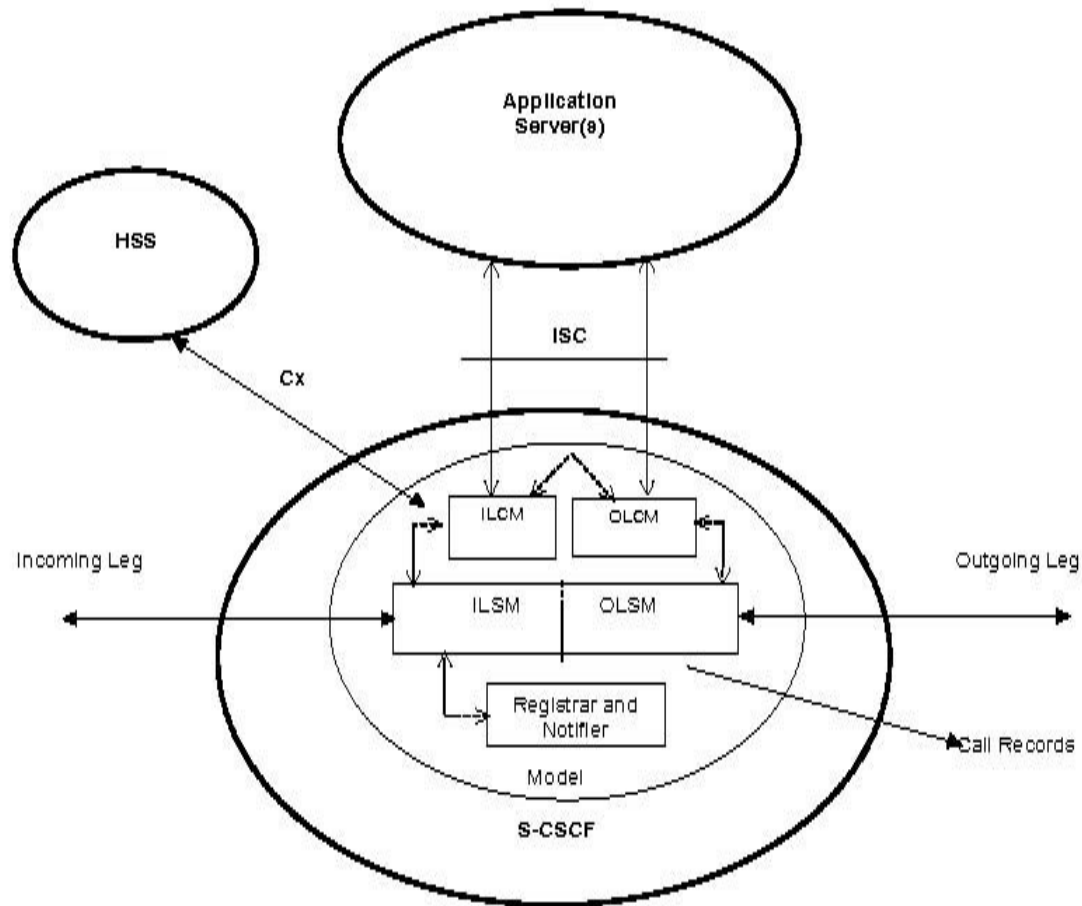 Application
Server(s)
HSS
ISC
Cx
ILCM
OLCM
Incoming Leg
Outgoing Leg
ILSM
OLSM
Registrar and
Notifier
Call Records
Model
S-CSCF